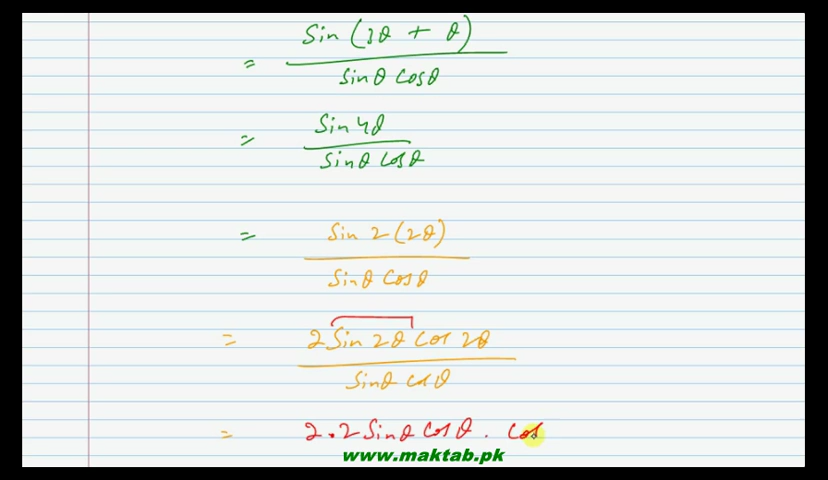 Sin (3θ + θ)
=
Sinθ Cosθ
Sin 4θ
=
Sinθ Cosθ
= Sin 2 (2θ)
Sinθ Cosθ
= 2 Sin 2θ Cos 2θ
Sinθ Cosθ
= 2.2 Sinθ Cosθ . Cos
www.maktab.pk